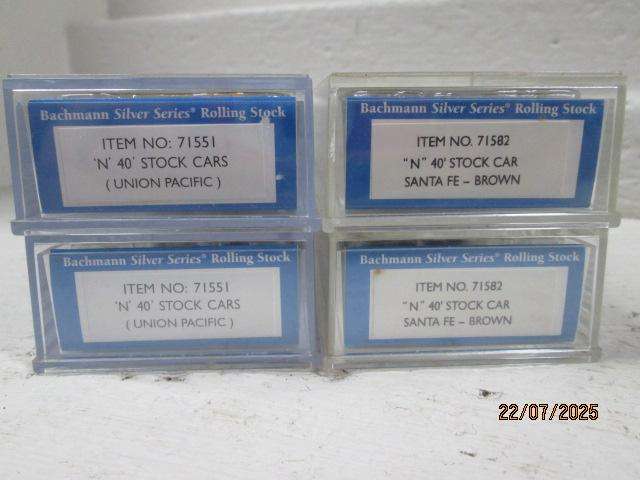 Bachmann Silver Series® Rolling Stock
ITEM NO: 71551
'N' 40' STOCK CARS
( UNION PACIFIC )
Bachmann Silver Series® Rolling Stock
ITEM NO. 71582
"N" 40' STOCK CAR
SANTA FE – BROWN
Bachmann Silver Series® Rolling Stock
ITEM NO: 71551
'N' 40' STOCK CARS
( UNION PACIFIC )
Bachmann Silver Series® Rolling Stock
ITEM NO. 71582
"N" 40' STOCK CAR
SANTA FE – BROWN
22/07/2025